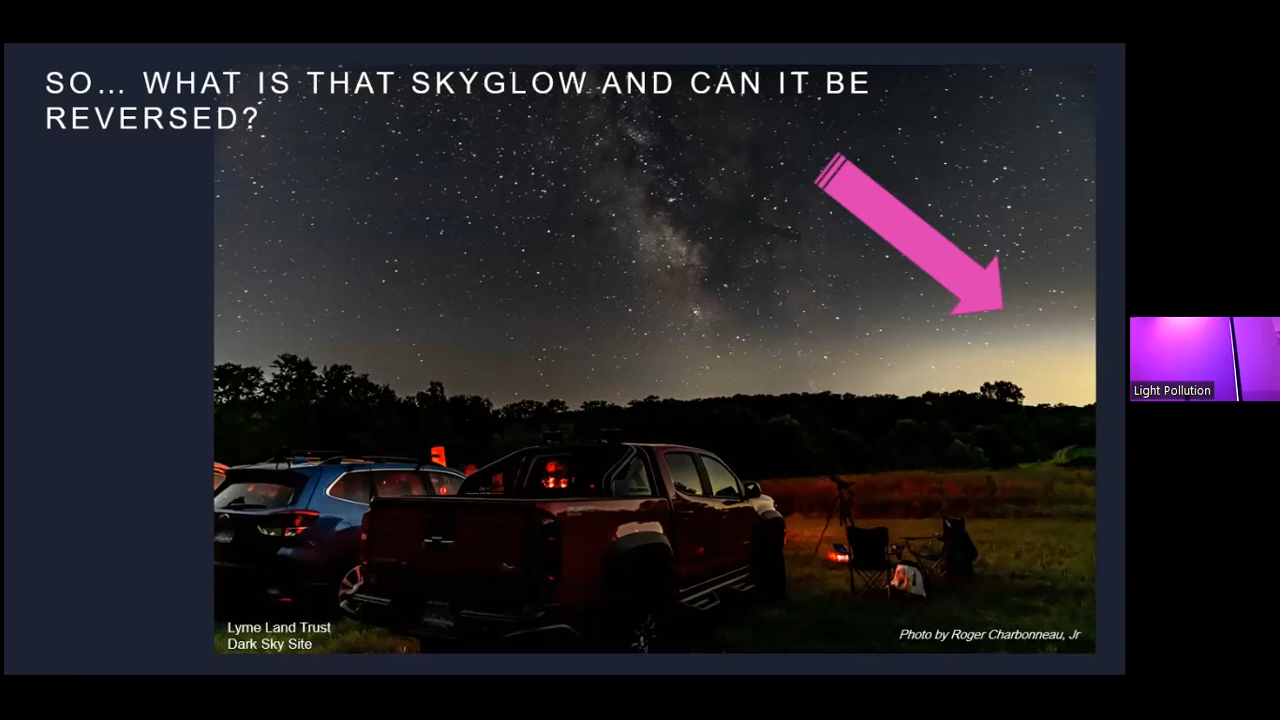 SO... WHAT IS THAT SKYGLOW AND CAN IT BE
REVERSED?
Lyme Land Trust
Dark Sky Site
Photo by Roger Charbonneau, Jr
Light Pollution